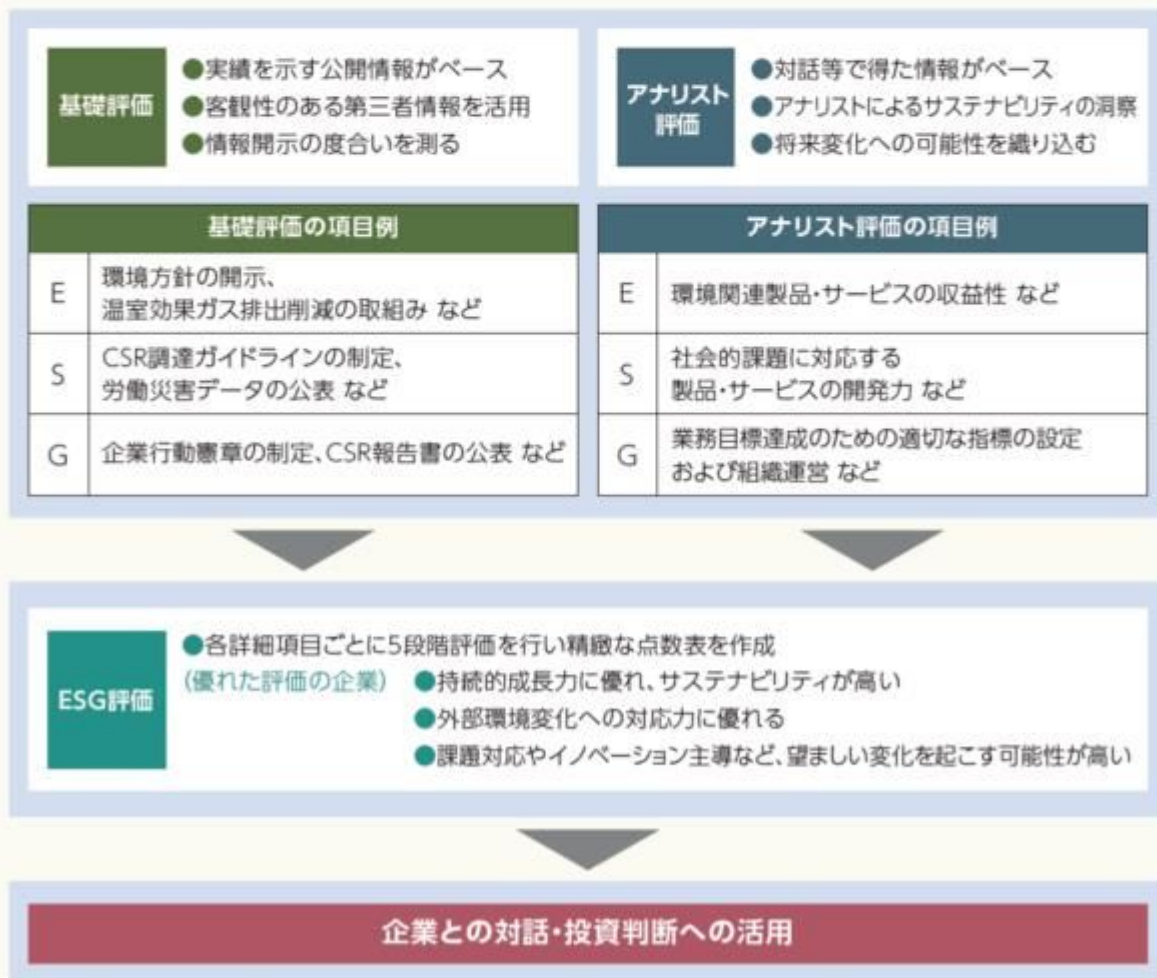 基礎評価
●実績を示す公開情報がベース
●客観性のある第三者情報を活用
●情報開示の度合いを測る
アナリスト
評価
●対話等で得た情報がベース
●アナリストによるサステナビリティの洞察
●将来変化への可能性を織り込む
基礎評価の項目例
E
環境方針の開示、
温室効果ガス排出削減の取組み など
S
CSR調達ガイドラインの制定、
労働災害データの公表 など
G
企業行動憲章の制定、CSR報告書の公表 など
アナリスト評価の項目例
E
環境関連製品・サービスの収益性 など
S
社会的課題に対応する
製品・サービスの開発力 など
G
業務目標達成のための適切な指標の設定
および組織運営 など
ESG評価
●各詳細項目ごとに5段階評価を行い精緻な点数表を作成
(優れた評価の企業) ●持続的成長力に優れ、サステナビリティが高い
●外部環境変化への対応力に優れる
●課題対応やイノベーション主導など、望ましい変化を起こす可能性が高い
企業との対話・投資判断への活用